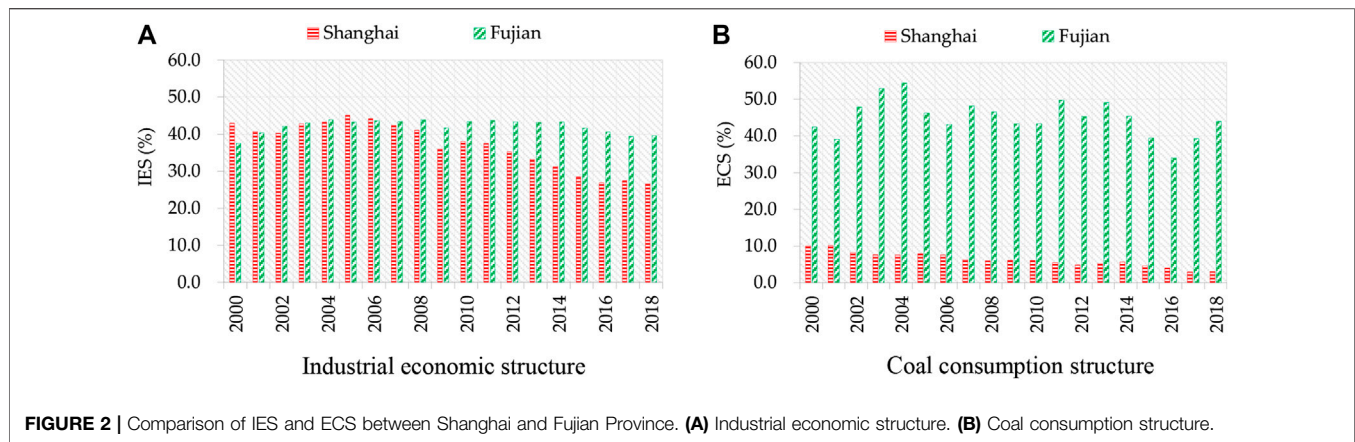 A
Shanghai Fujian
60.0
50.0
40.0
30.0
20.0
10.0
0.0
IES (%)
2000 2002 2004 2006 2008 2010 2012 2014 2016 2018
Industrial economic structure
B
Shanghai Fujian
60.0
50.0
40.0
30.0
20.0
10.0
0.0
ECS (%)
2000 2002 2004 2006 2008 2010 2012 2014 2016 2018
Coal consumption structure
FIGURE 2 | Comparison of IES and ECS between Shanghai and Fujian Province. (A) Industrial economic structure. (B) Coal consumption structure.